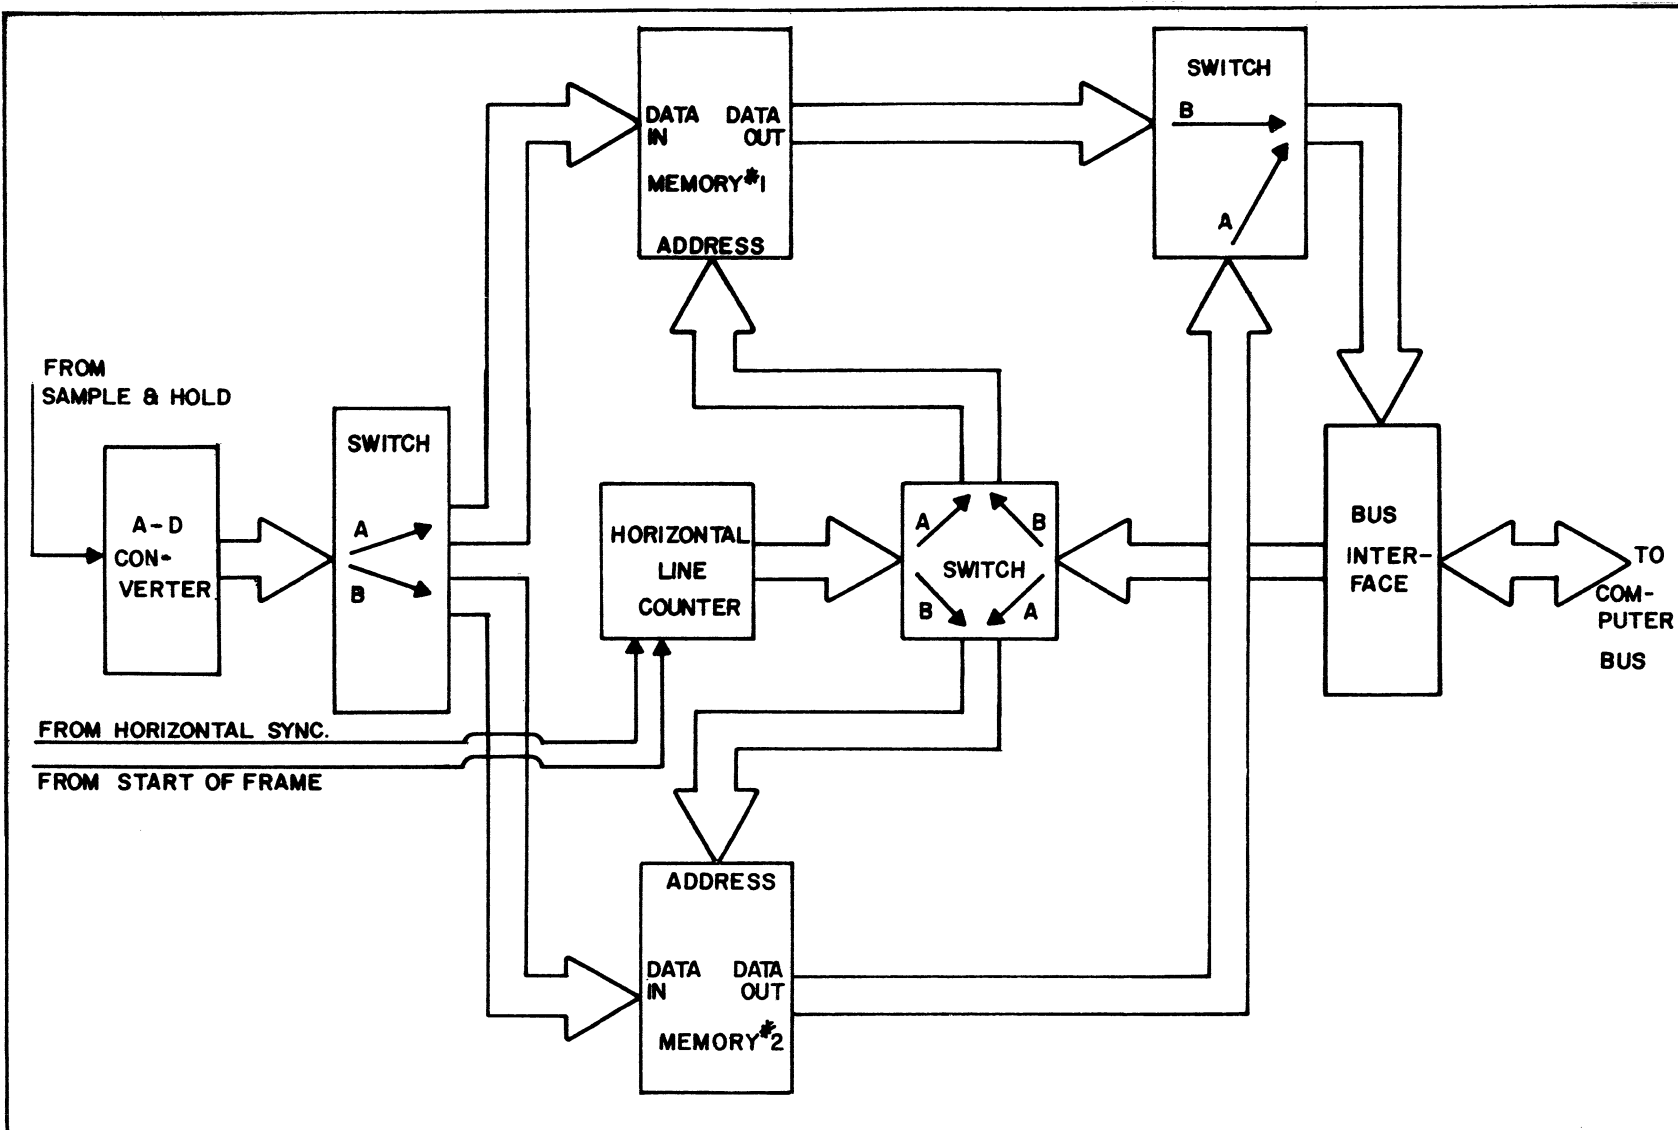 FROM
SAMPLE & HOLD
A-D
CON-
VERTER
SWITCH
A
B
DATA IN
DATA OUT
MEMORY #1
ADDRESS
SWITCH
B
A
HORIZONTAL
LINE
COUNTER
A
B
SWITCH
B
A
BUS
INTER-
FACE
TO
COM-
PUTER
BUS
FROM HORIZONTAL SYNC.
FROM START OF FRAME
ADDRESS
DATA IN
DATA OUT
MEMORY #2